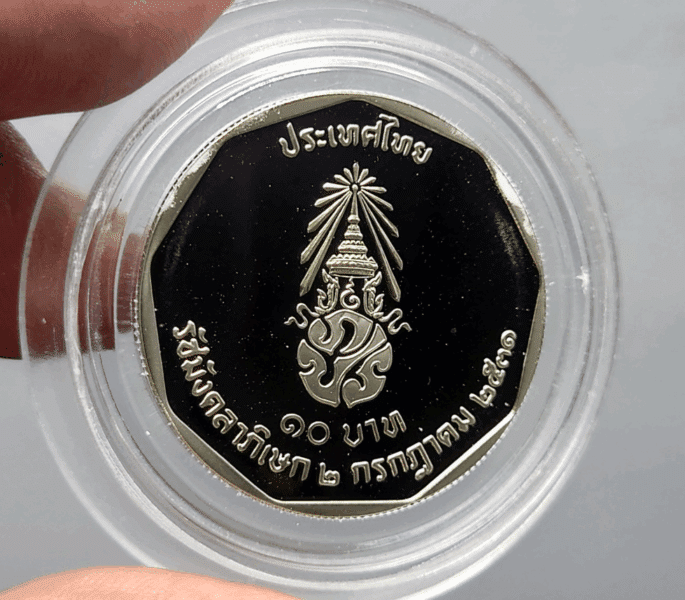 ประเทศไทย
๑๐ บาท
รัชมังคลาภิเษก ๒ กรกฎาคม ๒๕๓๑